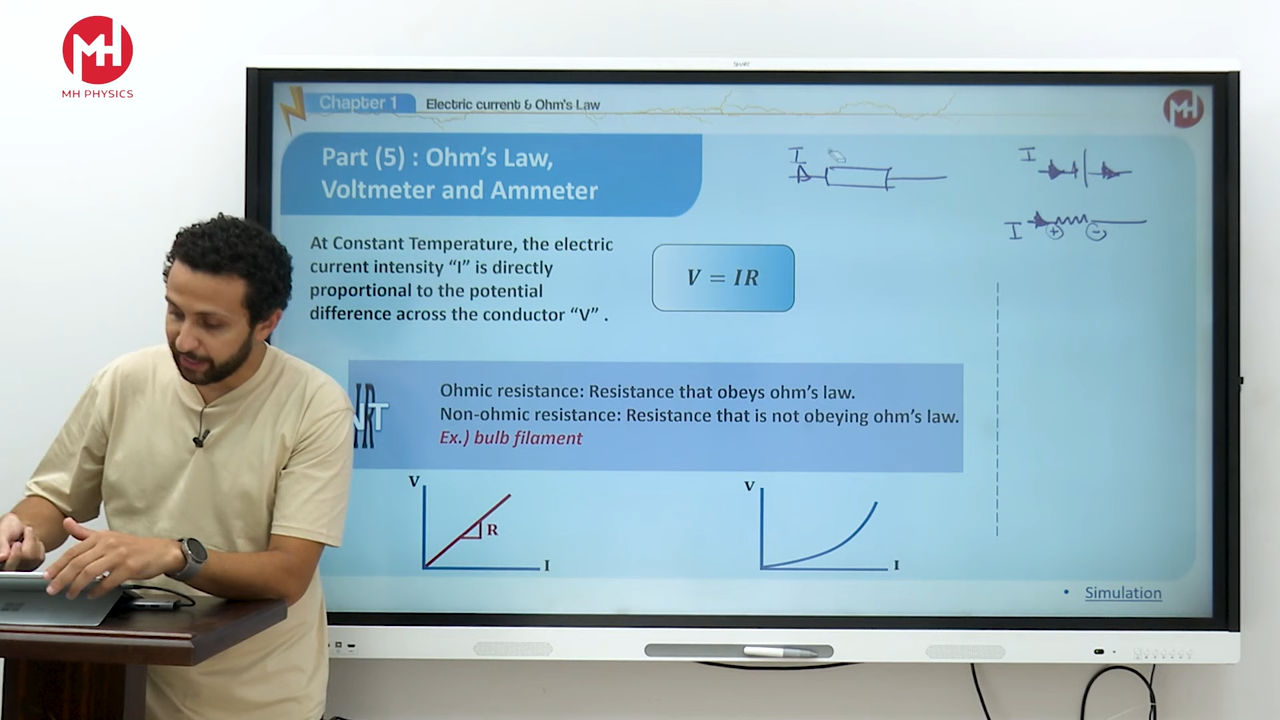 MH
MH PHYSICS
SMART
Chapter 1
Electric current & Ohm's Law
MH
Part (5) : Ohm's Law,
Voltmeter and Ammeter
I
I
I
+ -
At Constant Temperature, the electric
current intensity “I” is directly
proportional to the potential
difference across the conductor “V” .
V = IR
NT
Ohmic resistance: Resistance that obeys ohm's law.
Non-ohmic resistance: Resistance that is not obeying ohm's law.
Ex.) bulb filament
V
R
I
V
I
• Simulation